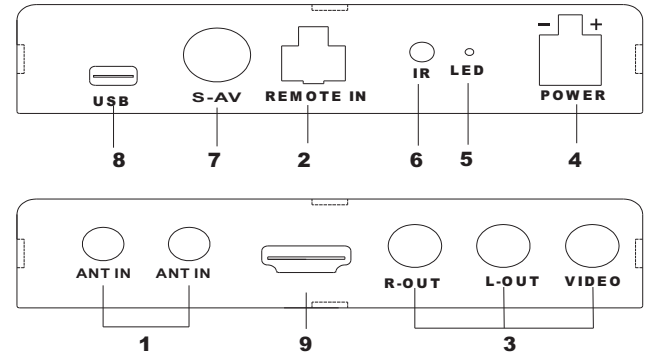 - +
USB S-AV REMOTE IN IR LED POWER
8 7 2 6 5 4
ANT IN ANT IN R-OUT L-OUT VIDEO
1 9 3